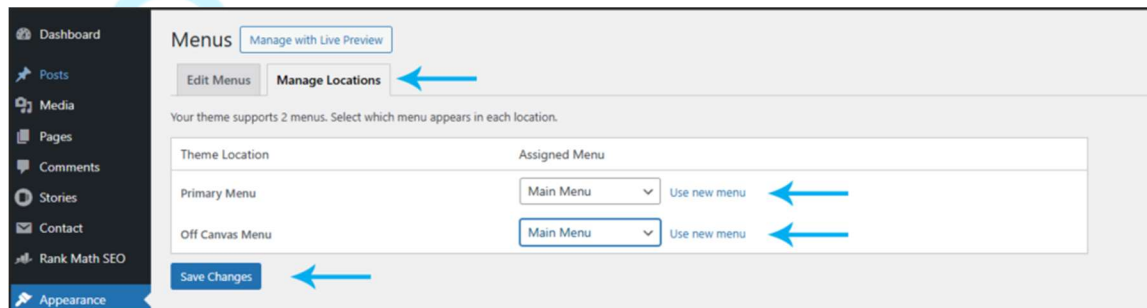 Dashboard
Posts
Media
Pages
Comments
Stories
Contact
Rank Math SEO
Appearance
Menus Manage with Live Preview
Edit Menus Manage Locations
Your theme supports 2 menus. Select which menu appears in each location.
Theme Location Assigned Menu
Primary Menu Main Menu Use new menu
Off Canvas Menu Main Menu Use new menu
Save Changes